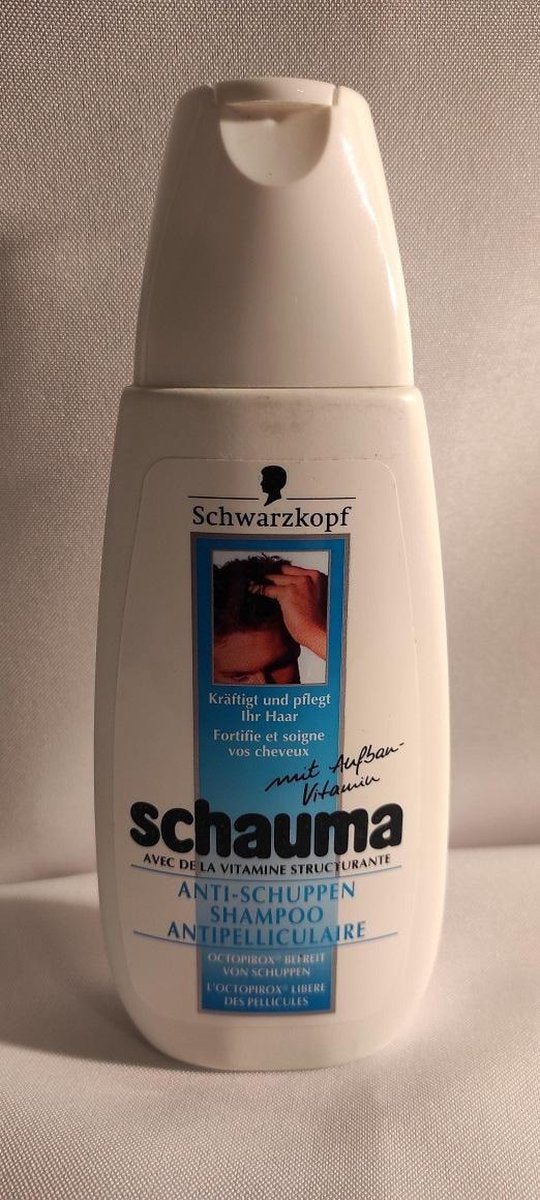 Schwarzkopf
Kräftigt und pflegt
Ihr Haar
Fortifie et soigne
vos cheveux
mit Aufbau-
Vitamin
schauma
AVEC DE LA VITAMINE STRUCTURANTE
ANTI-SCHUPPEN
SHAMPOO
ANTIPELLICULAIRE
OCTOPIROX® BEFREIT
VON SCHUPPEN
L'OCTOPIROX® LIBÈRE
DES PELLICULES